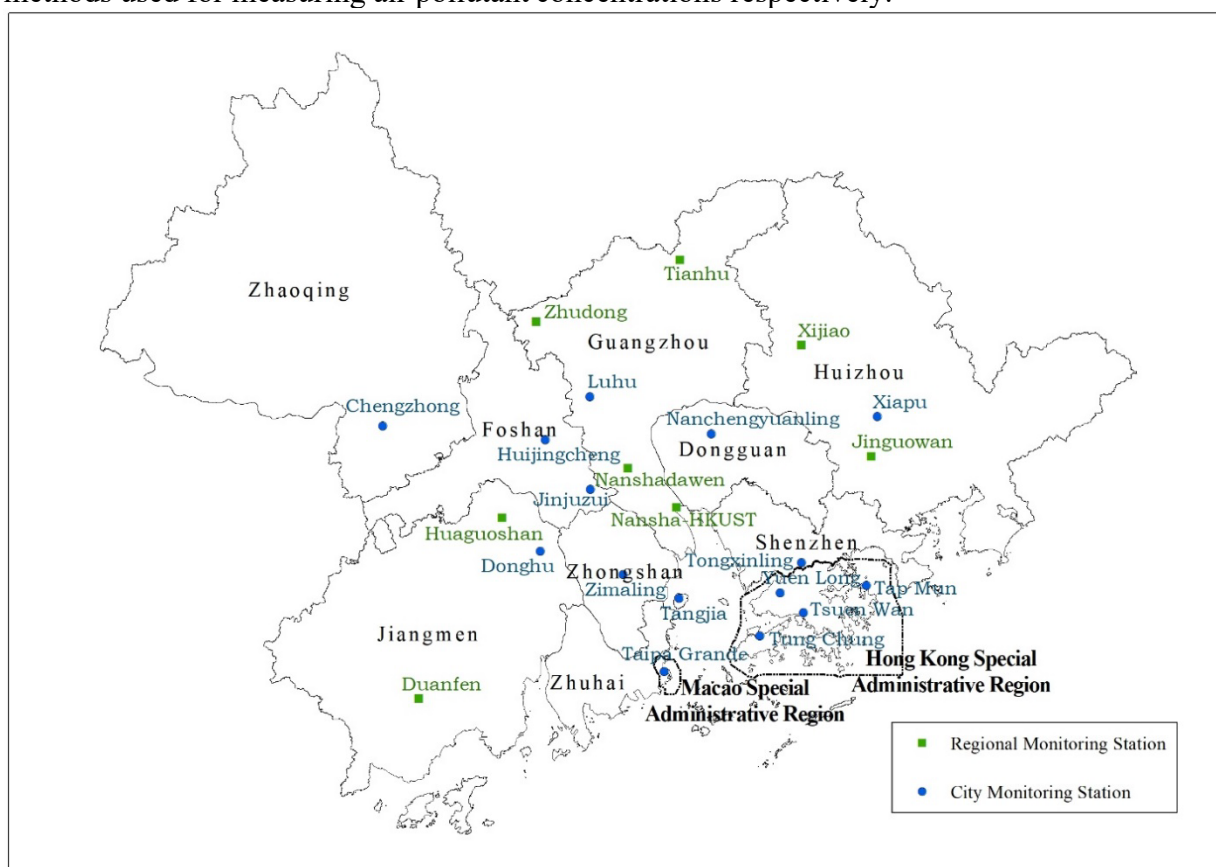 methods used for measuring air pollutant concentrations respectively.
Tianhu
Zhaoqing
Zhudong
Guangzhou
Xijiao
Huizhou
Luhu
Chengzhong
Xiapu
Nanchengyuanling
Foshan
Dongguan
Huijingcheng
Jinguowan
Nanshadawen
Jinjuzui
Nansha-HKUST
Huaguoshan
Shenzhen
Donghu
Tongxinling
Zhongshan
Yuen Long
Tap Mun
Zimaling
Tangjia
Tsuen Wan
Jiangmen
Tung Chung
Taipa Grande
Hong Kong Special
Administrative Region
Duanfen
Zhuhai
Macao Special
Administrative Region
Regional Monitoring Station
City Monitoring Station